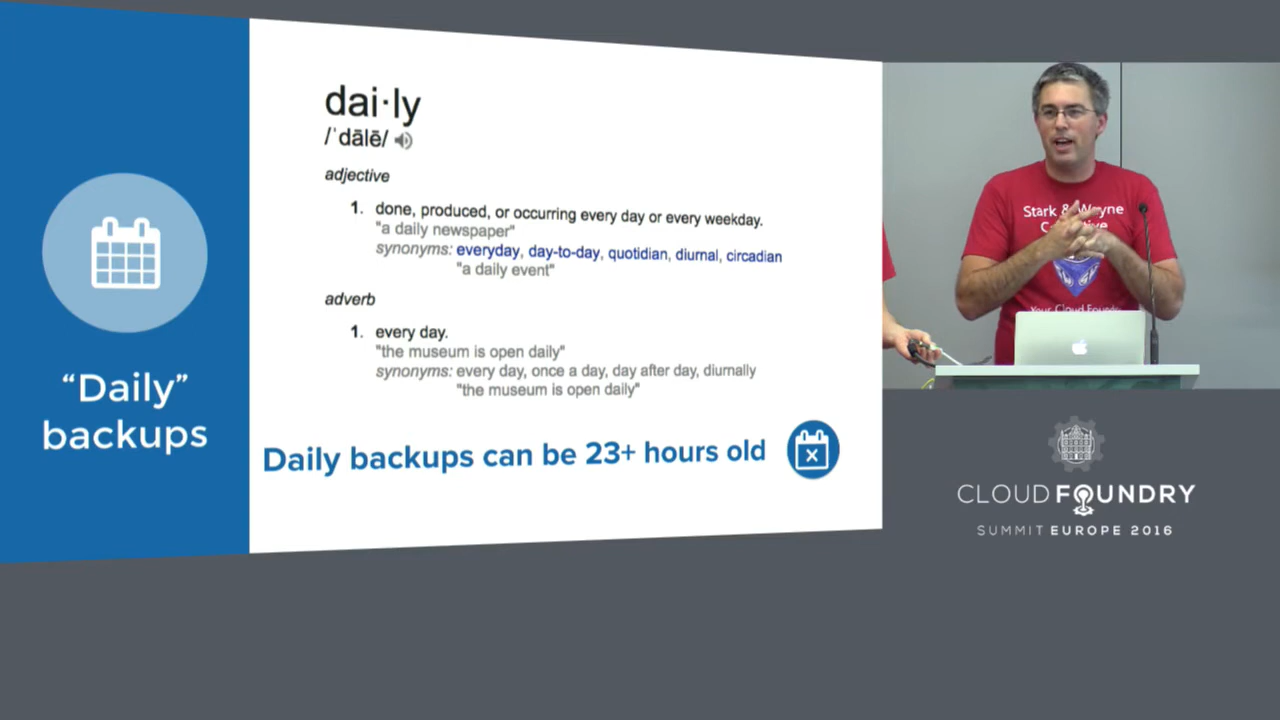 “Daily”
backups
dai·ly
/ˈdālē/
adjective
1. done, produced, or occurring every day or every weekday.
"a daily newspaper"
synonyms: everyday, day-to-day, quotidian, diurnal, circadian
"a daily event"
adverb
1. every day.
"the museum is open daily"
synonyms: every day, once a day, day after day, diurnally
"the museum is open daily"
Daily backups can be 23+ hours old
Stark & Wayne
Your Cloud Foundry
CLOUD FOUNDRY
SUMMIT EUROPE 2016